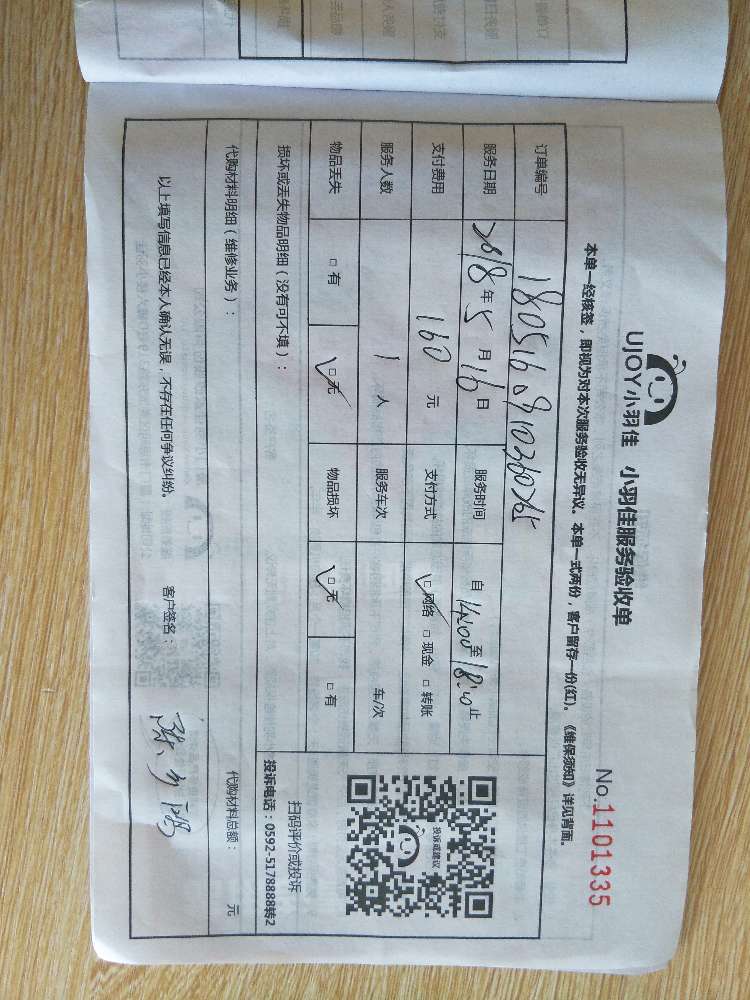 UJOY小羽佳 小羽佳服务验收单
No.1101335
本单一经核签，即视为对本次服务验收无异议。本单一式两份，客户留存一份(红)。《维保须知》详见背面。
订单编号 1805160910360765
服务日期 2018年5月16日 服务时间 自14:00至18:00止
支付费用 160元 支付方式 ☑网络 □现金 □转账
服务人数 1人 服务车次 车/次
物品丢失 □有 ☑无 物品损坏 ☑无 □有
投诉或建议
扫码评价或投诉
投诉电话：0592-5178888转2
损坏或丢失物品明细（没有可不填）：
代购材料明细（维修业务）： 代购材料总额： 元
以上填写信息已经本人确认无误，不存在任何争议纠纷。 客户签名：